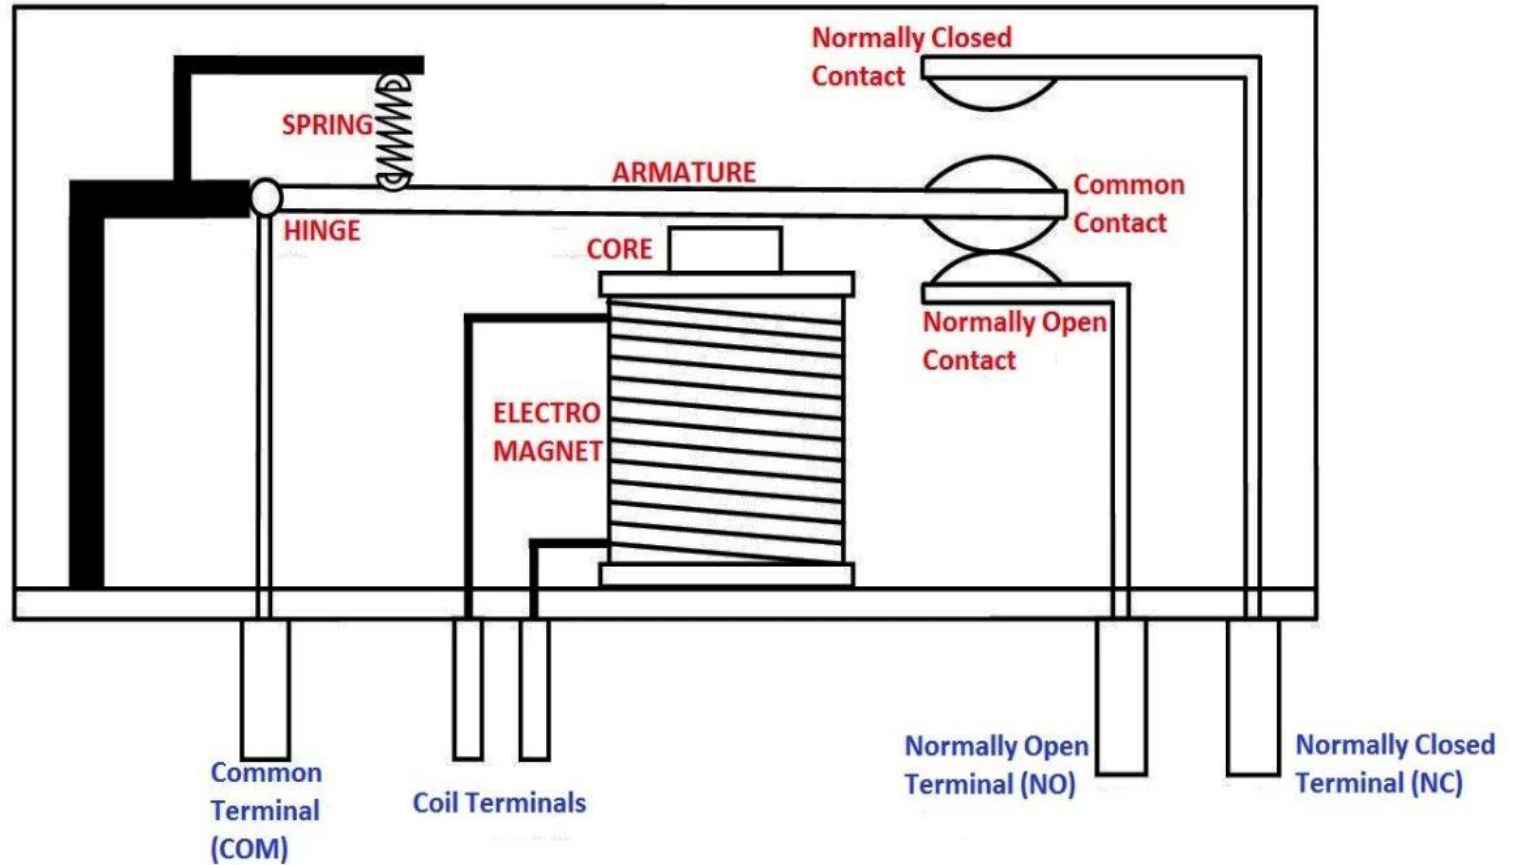 Normally Closed
Contact
SPRING
ARMATURE
Common
Contact
HINGE
CORE
Normally Open
Contact
ELECTRO
MAGNET
Normally Open
Terminal (NO)
Normally Closed
Terminal (NC)
Common
Terminal
(COM)
Coil Terminals